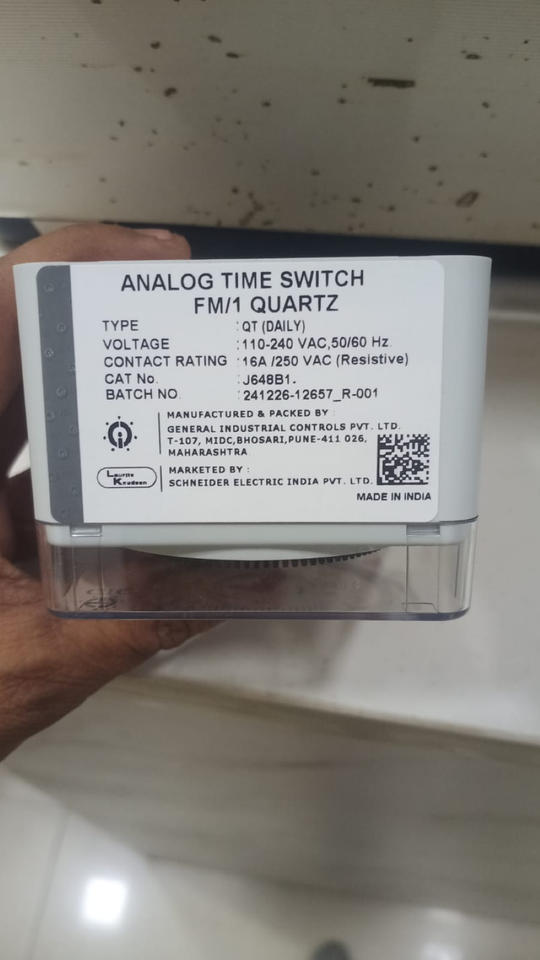 ANALOG TIME SWITCH
FM/1 QUARTZ
TYPE : QT (DAILY)
VOLTAGE : 110-240 VAC,50/60 Hz
CONTACT RATING : 16A /250 VAC (Resistive)
CAT No. : J648B1.
BATCH NO : 241226-12657_R-001
MANUFACTURED & PACKED BY :
GENERAL INDUSTRIAL CONTROLS PVT. LTD.
T-107, MIDC,BHOSARI,PUNE-411 026,
MAHARASHTRA
Lauritz
Knudsen
MARKETED BY :
SCHNEIDER ELECTRIC INDIA PVT. LTD.
MADE IN INDIA